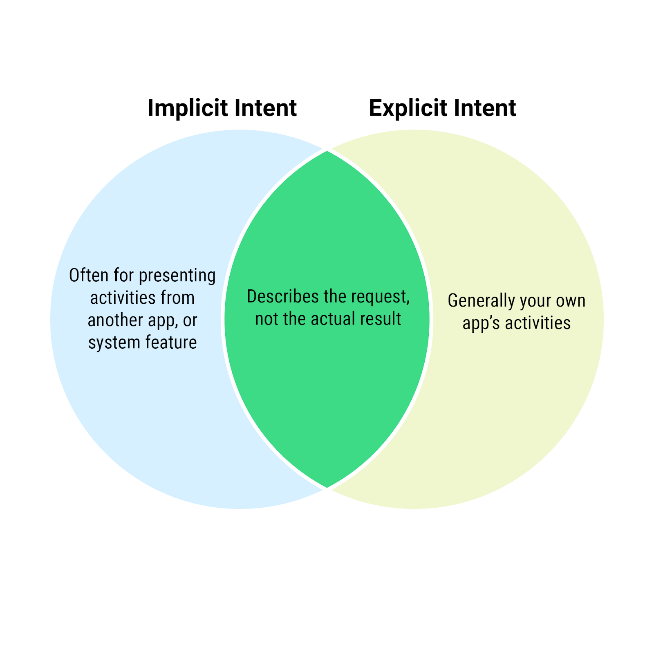 Implicit Intent
Explicit Intent
Often for presenting
activities from
another app, or
system feature
Describes the request,
not the actual result
Generally your own
app's activities